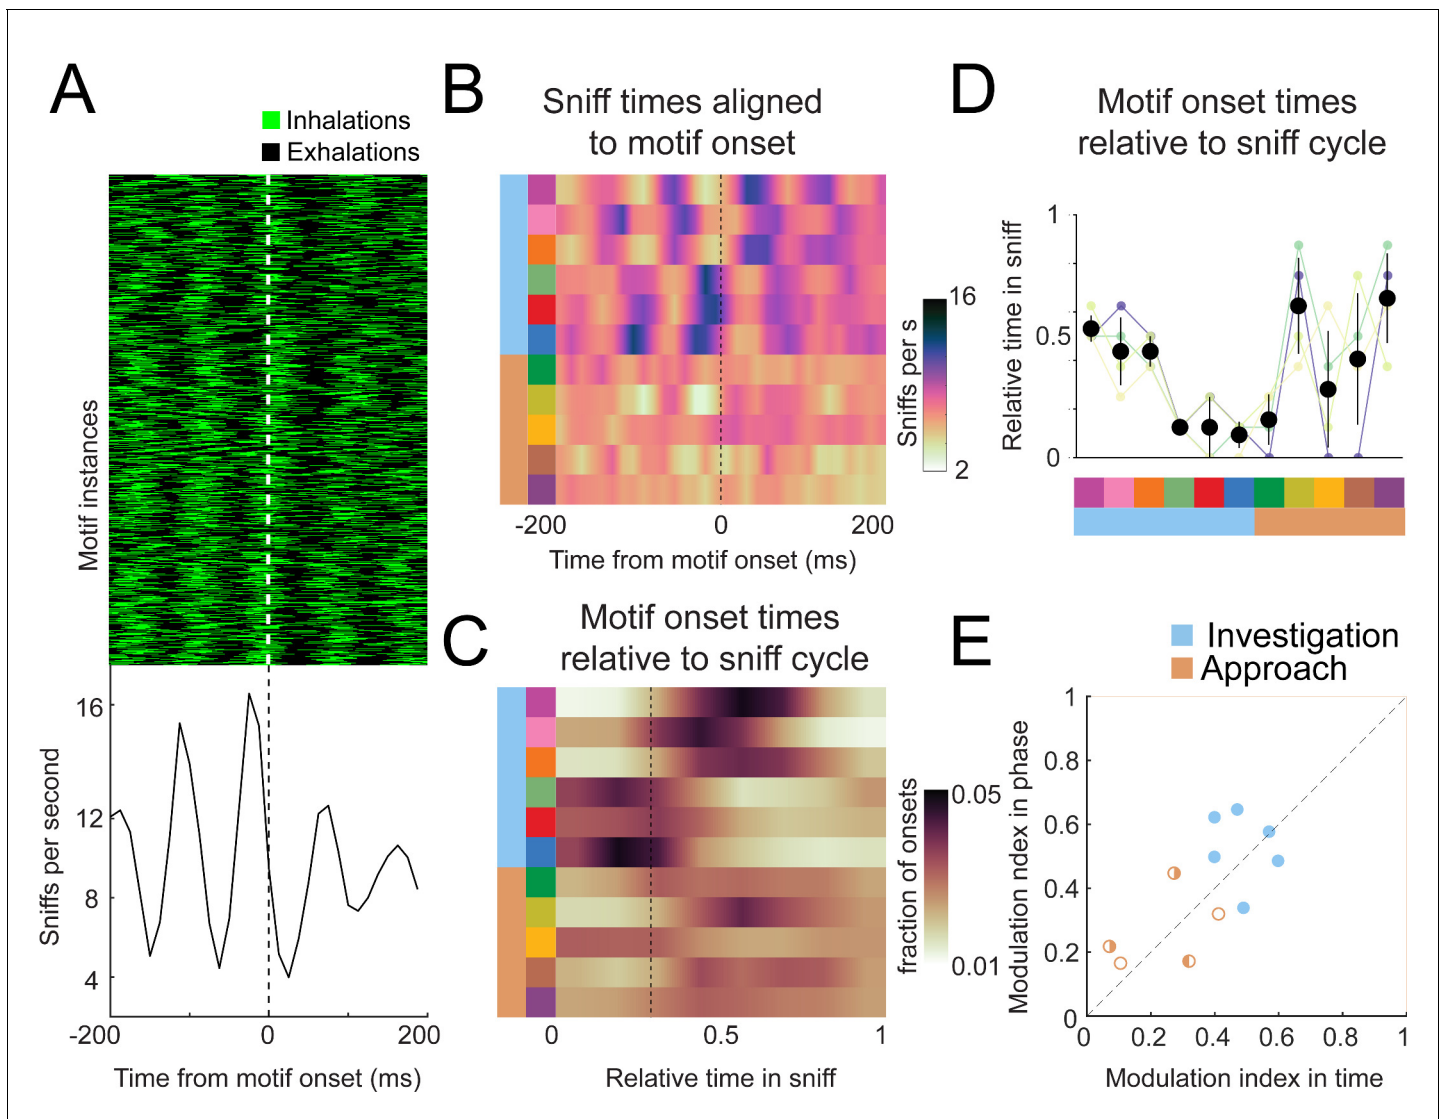 A
Inhalations
Exhalations
Motif instances
16
12
8
4
Sniffs per second
-200
0
200
Time from motif onset (ms)
B
Sniff times aligned
to motif onset
16
Sniffs per s
2
-200
0
200
Time from motif onset (ms)
C
Motif onset times
relative to sniff cycle
0.05
fraction of onsets
0.01
0
0.5
1
Relative time in sniff
D
Motif onset times
relative to sniff cycle
1
0.5
0
Relative time in sniff
E
Investigation
Approach
1
0.8
0.6
0.4
0.2
0
Modulation index in phase
0
0.2
0.4
0.6
0.8
1
Modulation index in time